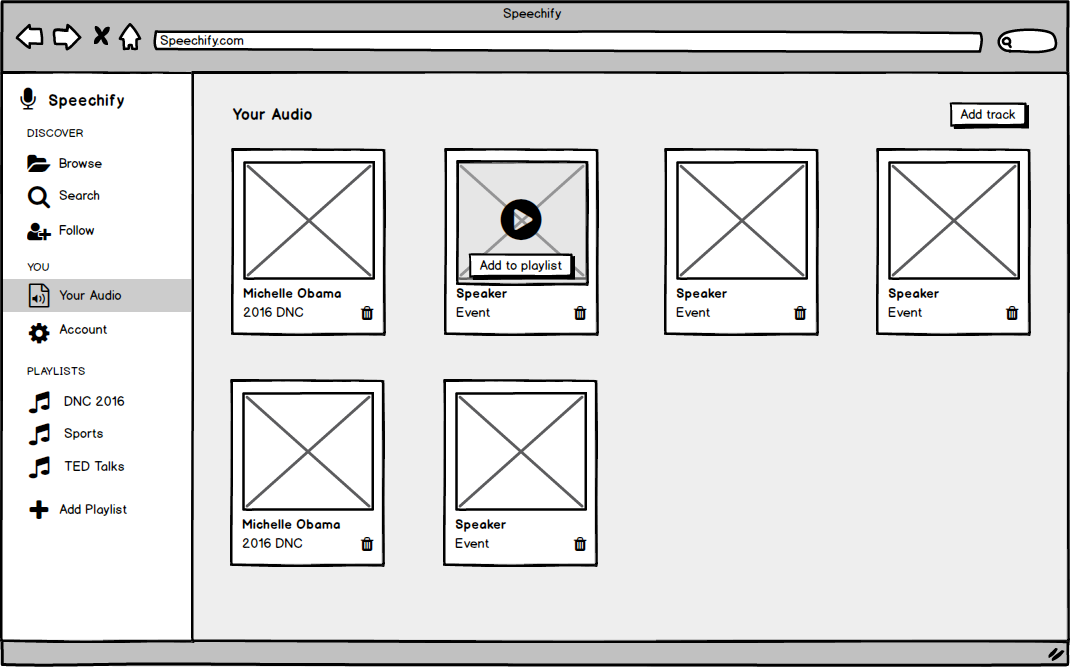 Speechify
Speechify.com
Speechify
DISCOVER
Browse
Search
Follow
YOU
Your Audio
Account
PLAYLISTS
DNC 2016
Sports
TED Talks
Add Playlist
Your Audio
Add track
Michelle Obama
2016 DNC
Add to playlist
Speaker
Event
Speaker
Event
Speaker
Event
Michelle Obama
2016 DNC
Speaker
Event